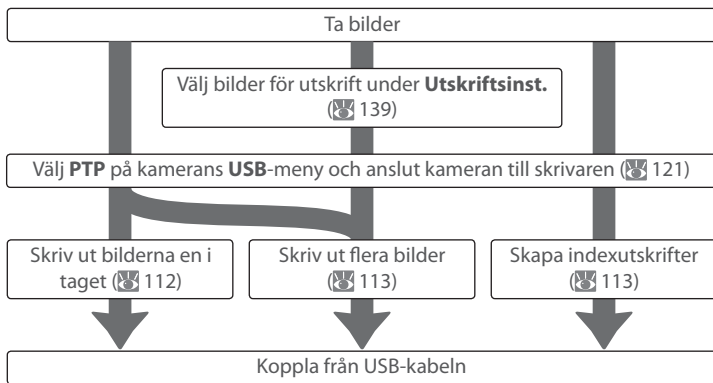 Ta bilder
Välj bilder för utskrift under Utskriftsinst.
(139)
Välj PTP på kamerans USB-meny och anslut kameran till skrivaren (121)
Skriv ut bilderna en i
taget (112)
Skriv ut flera bilder
(113)
Skapa indexutskrifter
(113)
Koppla från USB-kabeln